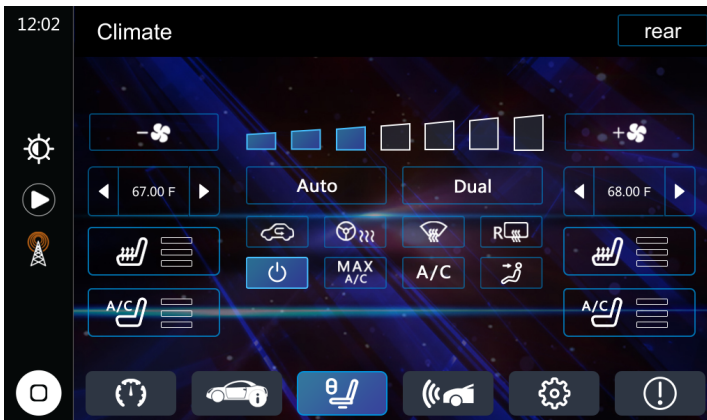 12:02
Climate
rear
67.00 F
Auto
Dual
68.00 F
R
MAX
A/C
A/C
A/C
A/C